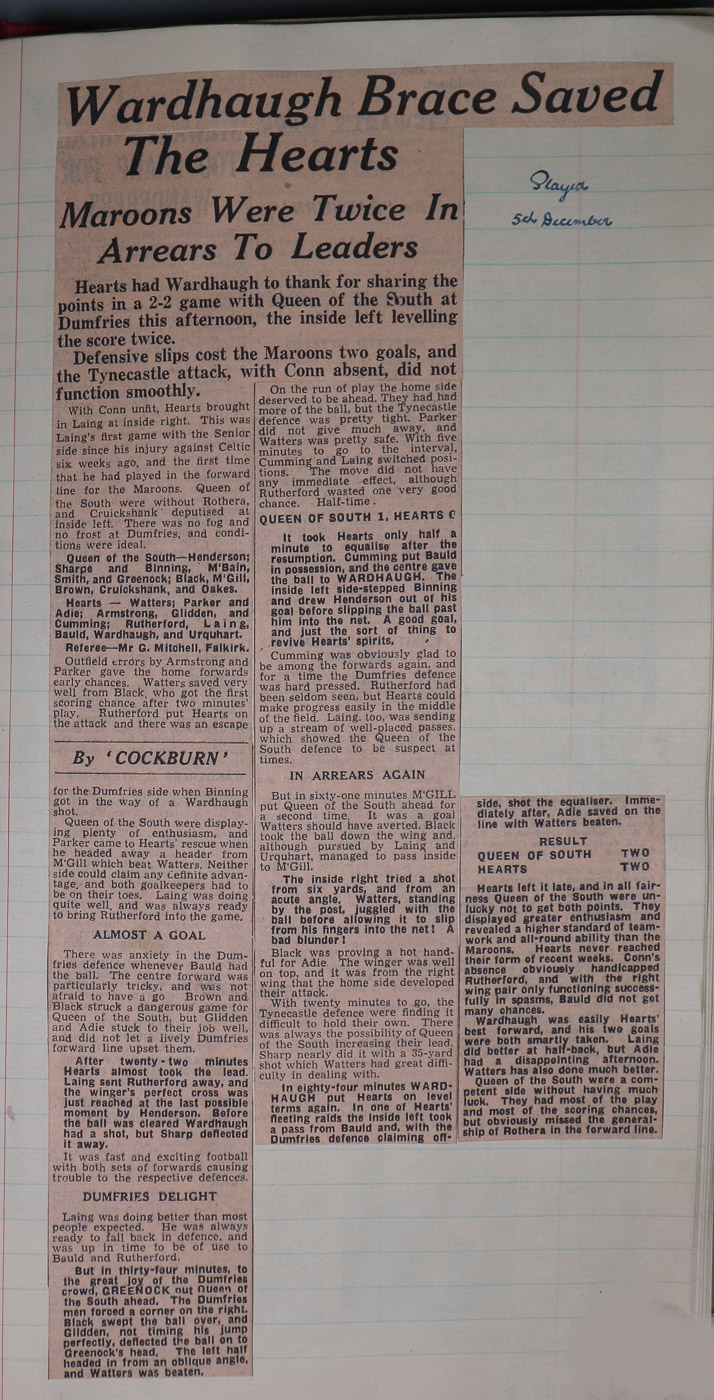 Wardhaugh Brace Saved
The Hearts
Maroons Were Twice In
Arrears To Leaders
Played
5th December
Hearts had Wardhaugh to thank for sharing the
points in a 2-2 game with Queen of the South at
Dumfries this afternoon, the inside left levelling
the score twice.
Defensive slips cost the Maroons two goals, and
the Tynecastle attack, with Conn absent, did not
function smoothly.
With Conn unfit, Hearts brought
in Laing at inside right. This was
Laing's first game with the Senior
side since his injury against Celtic
six weeks ago, and the first time
that he had played in the forward
line for the Maroons. Queen of
the South were without Rothera,
and Cruickshank deputised at
inside left. There was no fog and
no frost at Dumfries, and condi-
tions were ideal.
Queen of the South—Henderson;
Sharpe and Binning, M'Bain,
Smith, and Greenock; Black, M'Gill,
Brown, Cruickshank, and Oakes.
Hearts — Watters; Parker and
Adie; Armstrong, Glidden, and
Cumming; Rutherford, Laing,
Bauld, Wardhaugh, and Urquhart.
Referee—Mr G. Mitchell, Falkirk.
Outfield errors by Armstrong and
Parker gave the home forwards
early chances. Watters saved very
well from Black, who got the first
scoring chance after two minutes'
play. Rutherford put Hearts on
the attack and there was an escape
By 'COCKBURN'
for the Dumfries side when Binning
got in the way of a Wardhaugh
shot.
Queen of the South were display-
ing plenty of enthusiasm, and
Parker came to Hearts' rescue when
he headed away a header from
M'Gill which beat Watters. Neither
side could claim any definite advan-
tage, and both goalkeepers had to
be on their toes. Laing was doing
quite well, and was always ready
to bring Rutherford into the game.
ALMOST A GOAL
There was anxiety in the Dum-
fries defence whenever Bauld had
the ball. The centre forward was
particularly tricky, and was not
afraid to have a go Brown and
Black struck a dangerous game for
Queen of the South, but Glidden
and Adie stuck to their job well,
and did not let a lively Dumfries
forward line upset them.
After twenty-two minutes
Hearts almost took the lead.
Laing sent Rutherford away, and
the winger's perfect cross was
just reached at the last possible
moment by Henderson. Before
the ball was cleared Wardhaugh
had a shot, but Sharp deflected
it away.
It was fast and exciting football
with both sets of forwards causing
trouble to the respective defences.
DUMFRIES DELIGHT
Laing was doing better than most
people expected. He was always
ready to fall back in defence, and
was up in time to be of use to
Bauld and Rutherford.
But in thirty-four minutes, to
the great joy of the Dumfries
crowd, GREENOCK put Queen of
the South ahead. The Dumfries
men forced a corner on the right.
Black swept the ball over, and
Glidden, not timing his jump
perfectly, deflected the ball on to
Greenock's head. The left half
headed in from an oblique angle,
and Watters was beaten.
On the run of play the home side
deserved to be ahead. They had had
more of the ball, but the Tynecastle
defence was pretty tight. Parker
did not give much away, and
Watters was pretty safe. With five
minutes to go to the interval,
Cumming and Laing switched posi-
tions. The move did not have
any immediate effect, although
Rutherford wasted one very good
chance. Half-time.
QUEEN OF SOUTH 1, HEARTS 0
It took Hearts only half a
minute to equalise after the
resumption. Cumming put Bauld
in possession, and the centre gave
the ball to WARDHAUGH. The
inside left side-stepped Binning
and drew Henderson out of his
goal before slipping the ball past
him into the net. A good goal,
and just the sort of thing to
revive Hearts' spirits.
Cumming was obviously glad to
be among the forwards again, and
for a time the Dumfries defence
was hard pressed. Rutherford had
been seldom seen, but Hearts could
make progress easily in the middle
of the field. Laing, too, was sending
up a stream of well-placed passes.
which showed the Queen of the
South defence to be suspect at
times.
IN ARREARS AGAIN
But in sixty-one minutes M'GILL
put Queen of the South ahead for
a second time. It was a goal
Watters should have averted. Black
took the ball down the wing and,
although pursued by Laing and
Urquhart, managed to pass inside
to M'Gill.
The inside right tried a shot
from six yards, and from an
acute angle. Watters, standing
by the post, juggled with the
ball before allowing it to slip
from his fingers into the net! A
bad blunder!
Black was proving a hot hand-
ful for Adie. The winger was well
on top, and it was from the right
wing that the home side developed
their attack.
With twenty minutes to go, the
Tynecastle defence were finding it
difficult to hold their own. There
was always the possibility of Queen
of the South increasing their lead.
Sharp nearly did it with a 35-yard
shot which Watters had great diffi-
culty in dealing with.
In eighty-four minutes WARD-
HAUGH put Hearts on level
terms again. In one of Hearts'
fleeting raids the inside left took
a pass from Bauld and, with the
Dumfries defence claiming off-
side, shot the equaliser. Imme-
diately after, Adie saved on the
line with Watters beaten.
RESULT
QUEEN OF SOUTH TWO
HEARTS TWO
Hearts left it late, and in all fair-
ness Queen of the South were un-
lucky not to get both points. They
displayed greater enthusiasm and
revealed a higher standard of team-
work and all-round ability than the
Maroons. Hearts never reached
their form of recent weeks. Conn's
absence obviously handicapped
Rutherford, and with the right
wing pair only functioning success-
fully in spasms, Bauld did not get
many chances.
Wardhaugh was easily Hearts'
best forward, and his two goals
were both smartly taken. Laing
did better at half-back, but Adie
had a disappointing afternoon.
Watters has also done much better.
Queen of the South were a com-
petent side without having much
luck. They had most of the play
and most of the scoring chances,
but obviously missed the general-
ship of Rothera in the forward line.